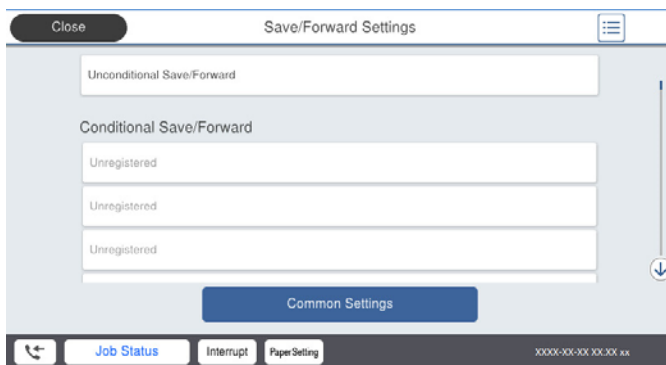 Close
Save/Forward Settings
Unconditional Save/Forward
Conditional Save/Forward
Unregistered
Unregistered
Unregistered
Common Settings
Job Status
Interrupt
Paper Setting
XXXX-XX-XX XX:XX xx